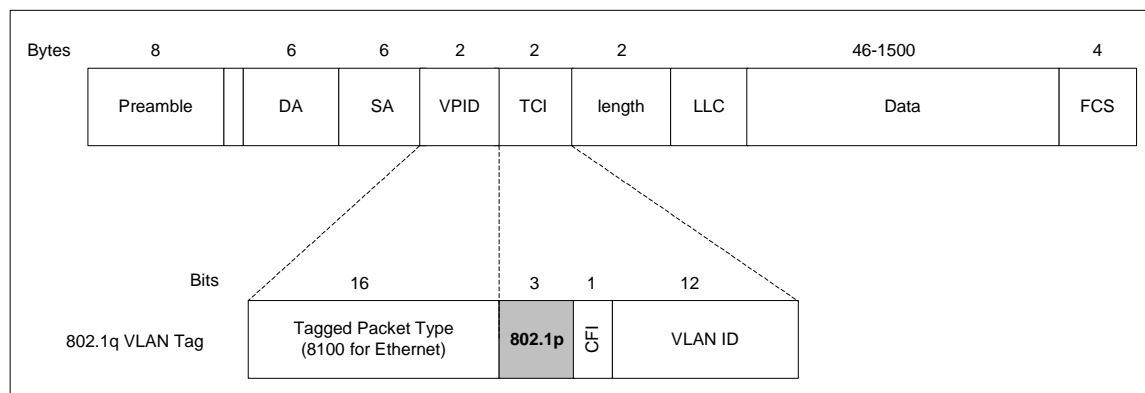 Bytes 8 6 6 2 2 2 46-1500 4
Preamble DA SA VPID TCI length LLC Data FCS
Bits 16 3 1 12
802.1q VLAN Tag
Tagged Packet Type
(8100 for Ethernet)
802.1p CFI VLAN ID